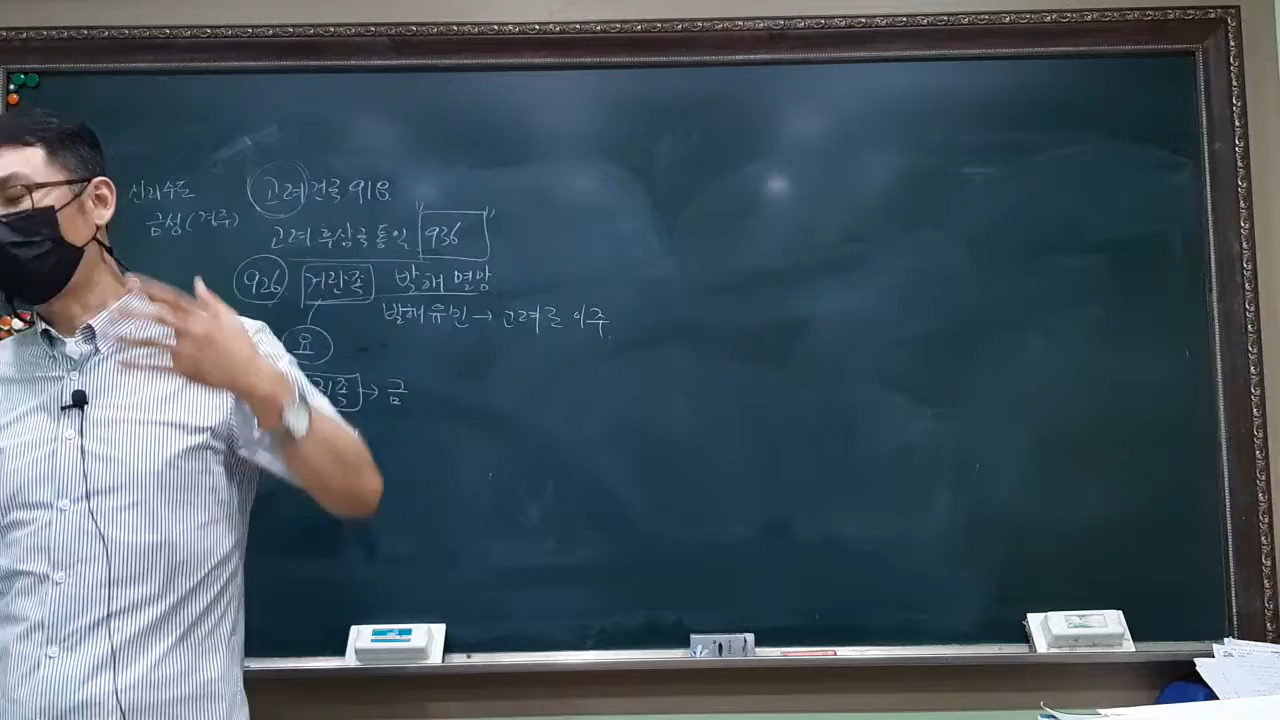 신라수도
금성(경주)
고려 건국 918.
고려 후삼국 통일 "936"
926 거란족 발해 멸망
발해유민 → 고려로 이주.
요
족 → 금